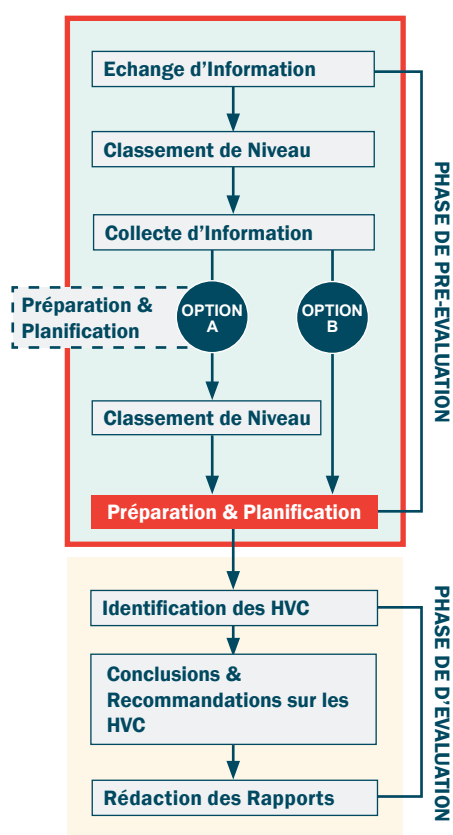 Echange d'Information
Classement de Niveau
Collecte d'Information
Préparation &
Planification
OPTION
A
OPTION
B
Classement de Niveau
Préparation & Planification
PHASE DE PRE-EVALUATION
Identification des HVC
Conclusions &
Recommandations sur les
HVC
Rédaction des Rapports
PHASE DE D'EVALUATION